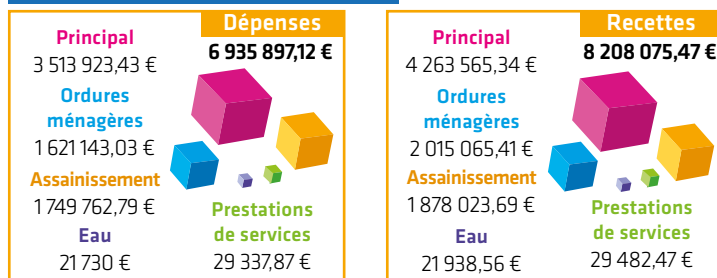 Dépenses
6 935 897,12 €
Principal
3 513 923,43 €
Ordures
ménagères
1 621 143,03 €
Assainissement
1 749 762,79 €
Eau
21 730 €
Prestations
de services
29 337,87 €
Recettes
8 208 075,47 €
Principal
4 263 565,34 €
Ordures
ménagères
2 015 065,41 €
Assainissement
1 878 023,69 €
Eau
21 938,56 €
Prestations
de services
29 482,47 €